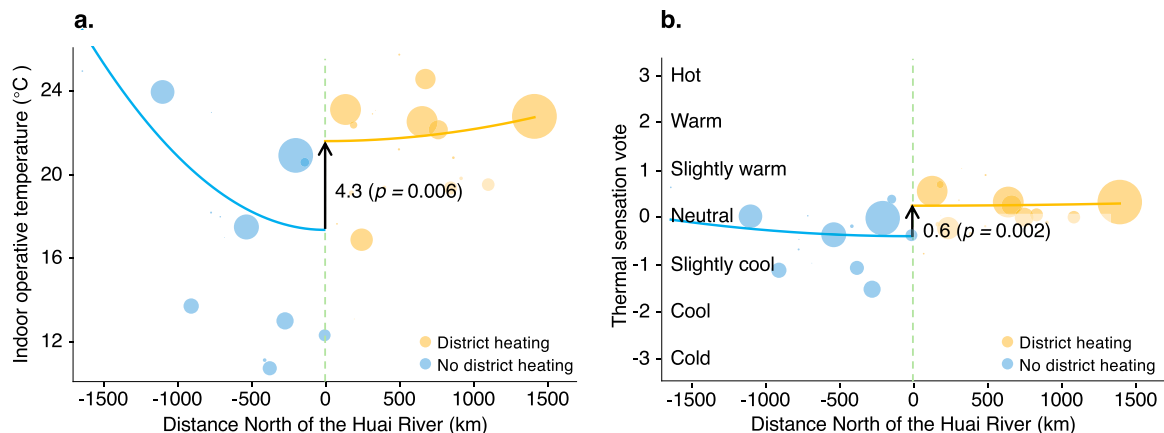 a.
Indoor operative temperature (°C)
24
20
16
12
4.3 (p = 0.006)
District heating
No district heating
-1500 -1000 -500 0 500 1000 1500
Distance North of the Huai River (km)
b.
Thermal sensation vote
3 Hot
2 Warm
1 Slightly warm
0 Neutral
-1 Slightly cool
-2 Cool
-3 Cold
0.6 (p = 0.002)
District heating
No district heating
-1500 -1000 -500 0 500 1000 1500
Distance North of the Huai River (km)